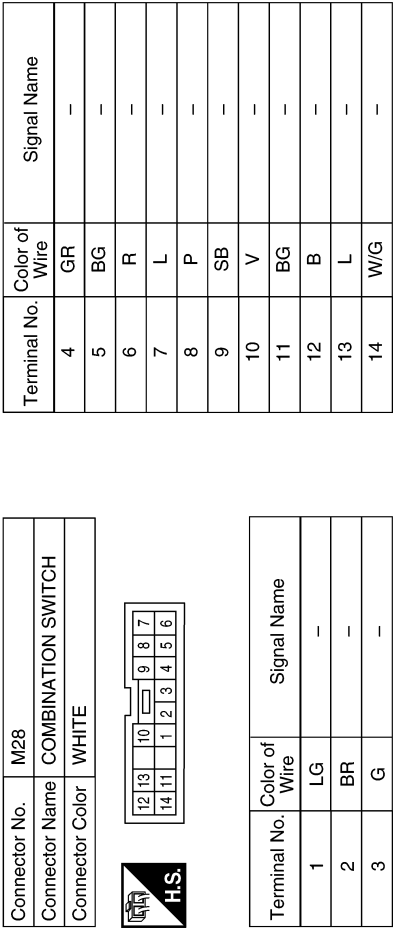 Connector No. M28
Connector Name COMBINATION SWITCH
Connector Color WHITE
H.S.
12 13 10 9 8 7
14 11 1 2 3 4 5 6
Terminal No. Color of Wire Signal Name
1 LG –
2 BR –
3 G –
Terminal No. Color of Wire Signal Name
4 GR –
5 BG –
6 R –
7 L –
8 P –
9 SB –
10 V –
11 BG –
12 B –
13 L –
14 W/G –